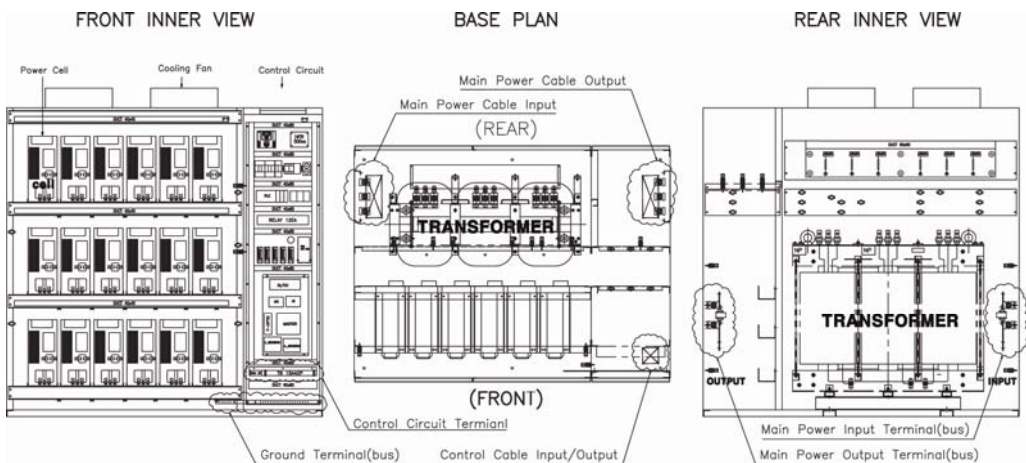 FRONT INNER VIEW
BASE PLAN
REAR INNER VIEW
Power Cell
Cooling Fan
Control Circuit
Main Power Cable Output
Main Power Cable Input
(REAR)
cell
RELAY 12EA
MASTER
TRANSFORMER
TRANSFORMER
OUTPUT
INPUT
(FRONT)
Control Circuit Termianl
Ground Terminal(bus)
Control Cable Input/Output
Main Power Input Terminal(bus)
Main Power Output Terminal(bus)